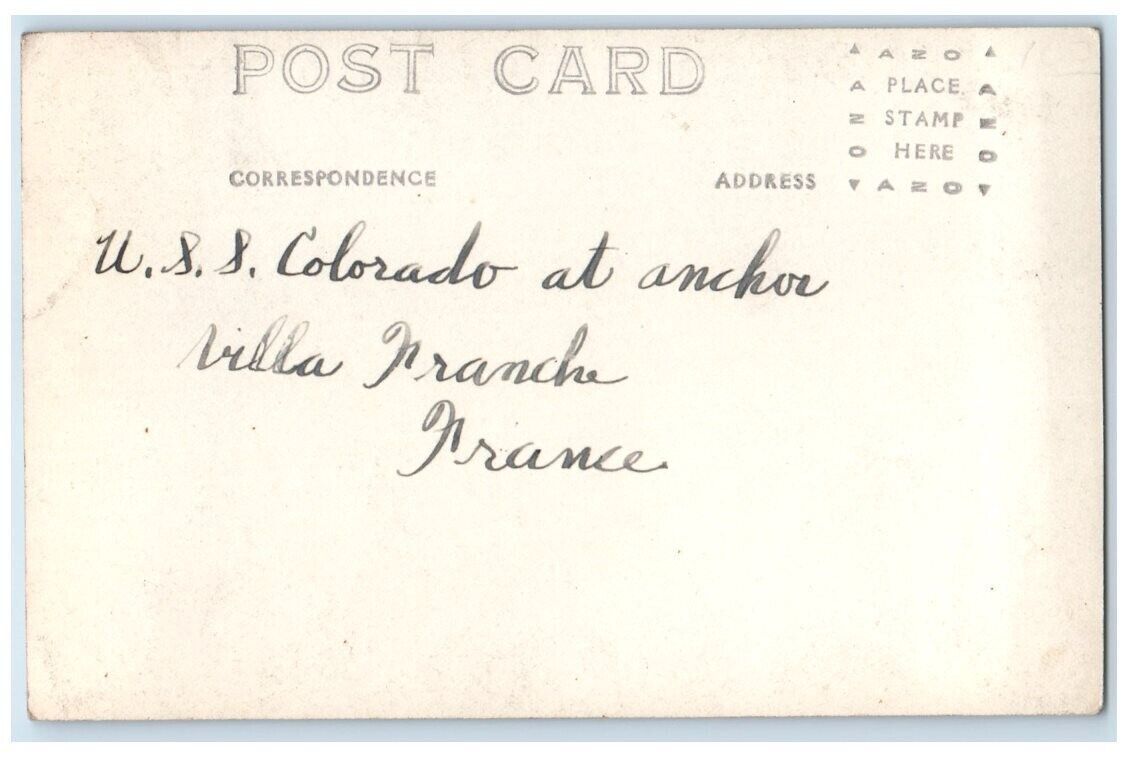 POST CARD
▲ AZO ▲
A PLACE A
Z STAMP Z
O HERE O
▼ AZO ▼
CORRESPONDENCE
ADDRESS
U.S.S. Colorado at anchor
Villa Franche
France